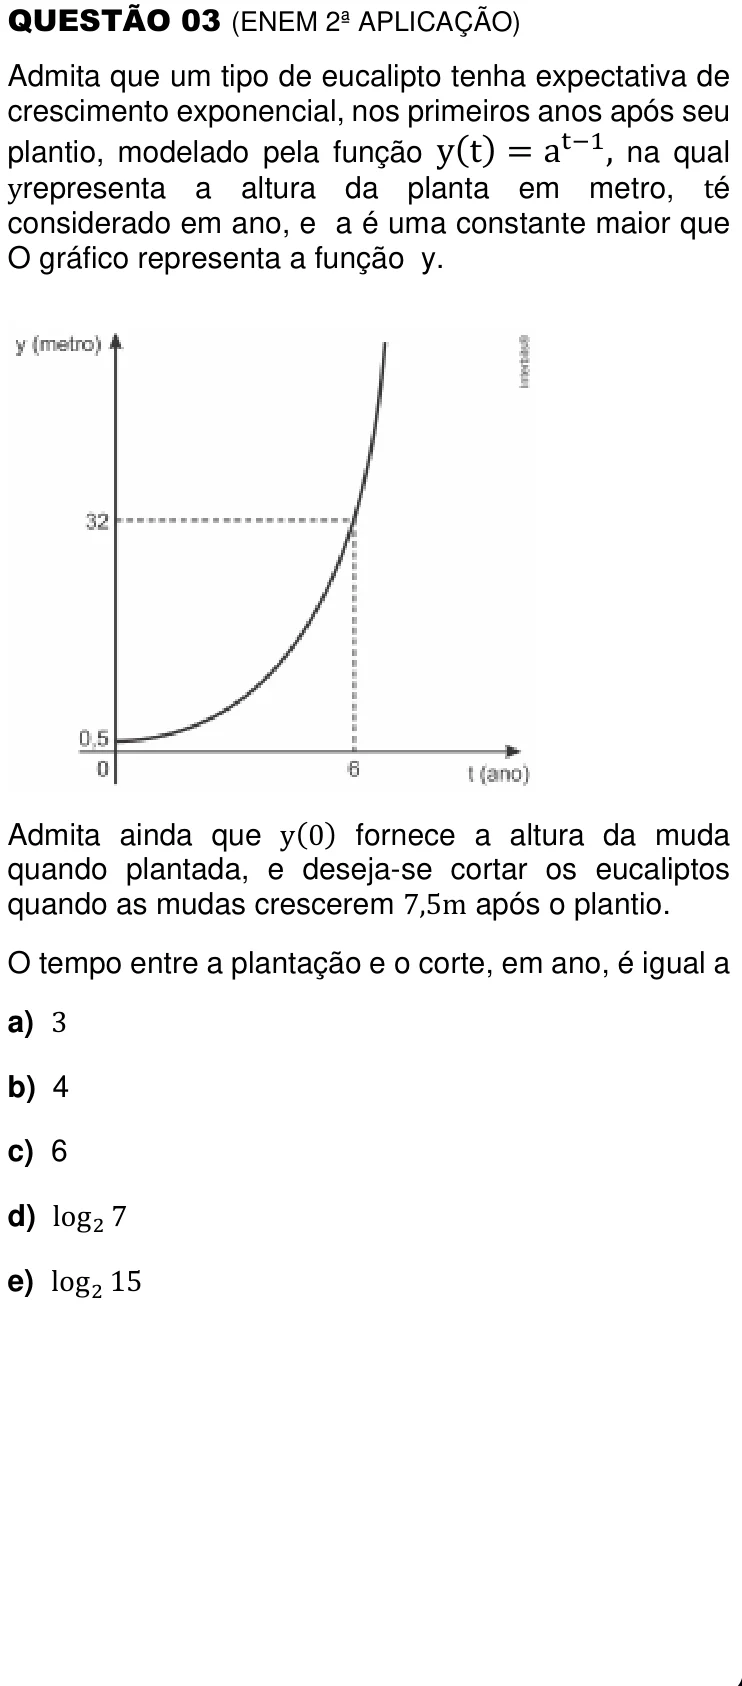 QUESTÃO 03 (ENEM 2ª APLICAÇÃO)
Admita que um tipo de eucalipto tenha expectativa de
crescimento exponencial, nos primeiros anos após seu
plantio, modelado pela função y(t) = a^{t−1}, na qual
yrepresenta a altura da planta em metro, té
considerado em ano, e a é uma constante maior que
O gráfico representa a função y.
y (metro)
Interbits®
32
0,5
0
6
t (ano)
Admita ainda que y(0) fornece a altura da muda
quando plantada, e deseja-se cortar os eucaliptos
quando as mudas crescerem 7,5m após o plantio.
O tempo entre a plantação e o corte, em ano, é igual a
a) 3
b) 4
c) 6
d) log₂ 7
e) log₂ 15